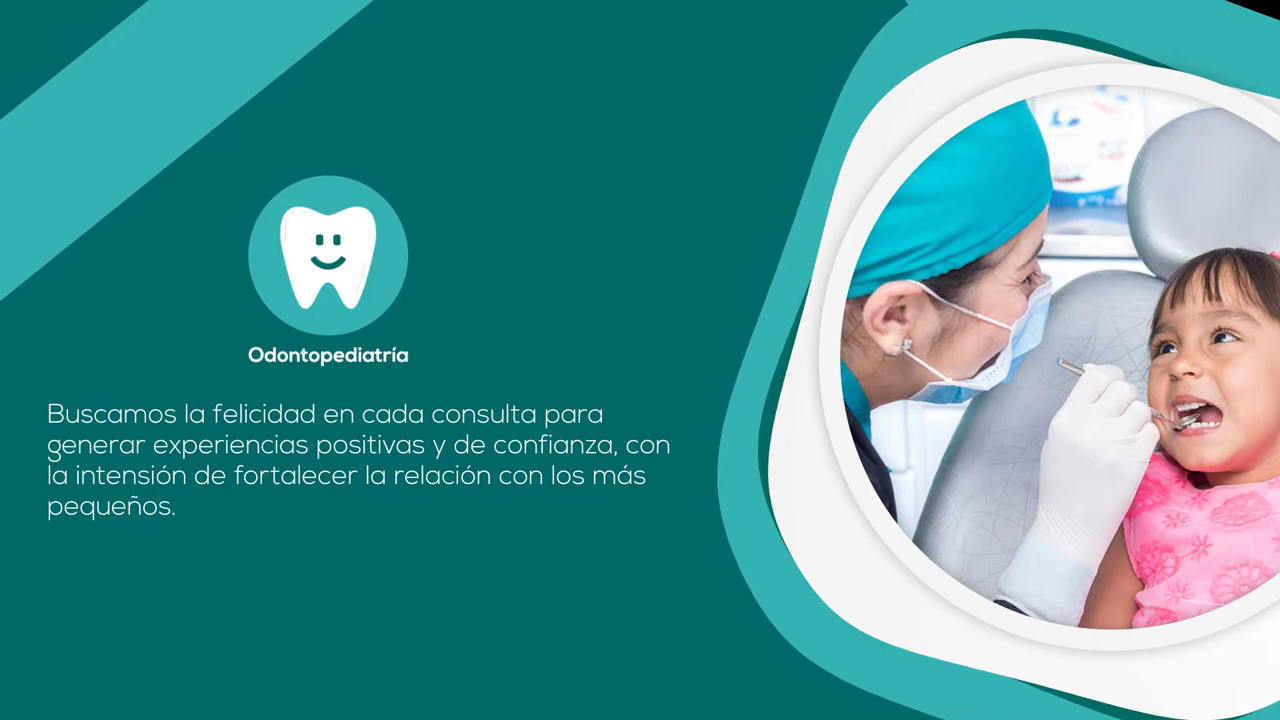 Odontopediatría
Buscamos la felicidad en cada consulta para
generar experiencias positivas y de confianza, con
la intensión de fortalecer la relación con los más
pequeños.